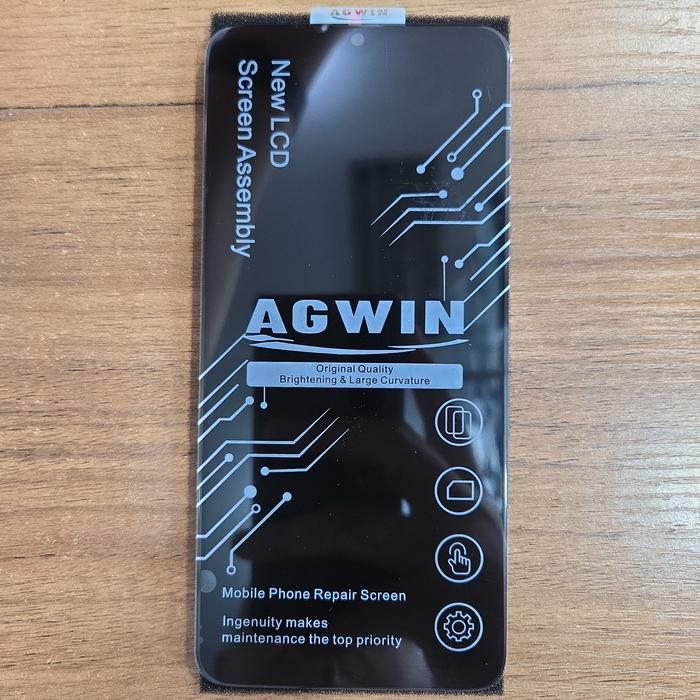 AGWIN
New LCD
Screen Assembly
AGWIN
Original Quality
Brightening & Large Curvature
Mobile Phone Repair Screen
Ingenuity makes
maintenance the top priority